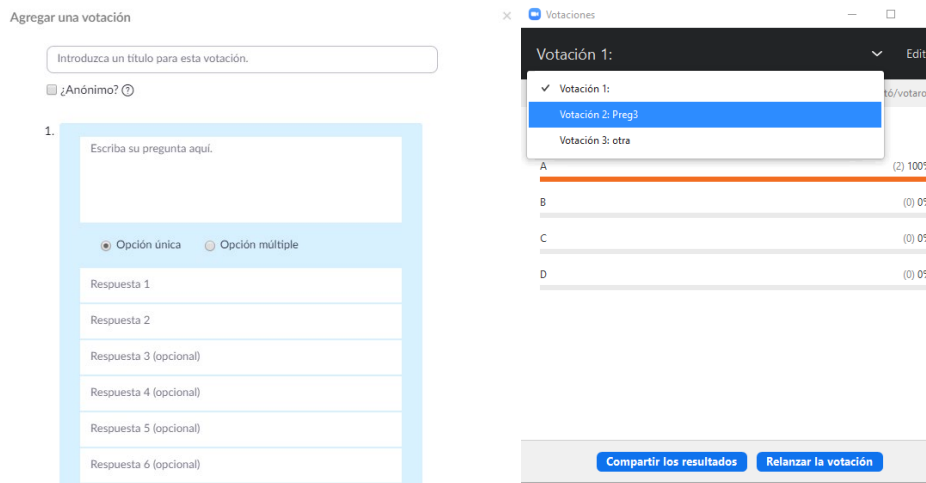 Agregar una votación
Introduzca un título para esta votación.
¿Anónimo? ?
1.
Escriba su pregunta aquí.
Opción única Opción múltiple
Respuesta 1
Respuesta 2
Respuesta 3 (opcional)
Respuesta 4 (opcional)
Respuesta 5 (opcional)
Respuesta 6 (opcional)
Votaciones
Votación 1: Edit
Votación 1:
tó/votaro
Votación 2: Preg3
Votación 3: otra
A (2) 100%
B (0) 0%
C (0) 0%
D (0) 0%
Compartir los resultados Relanzar la votación